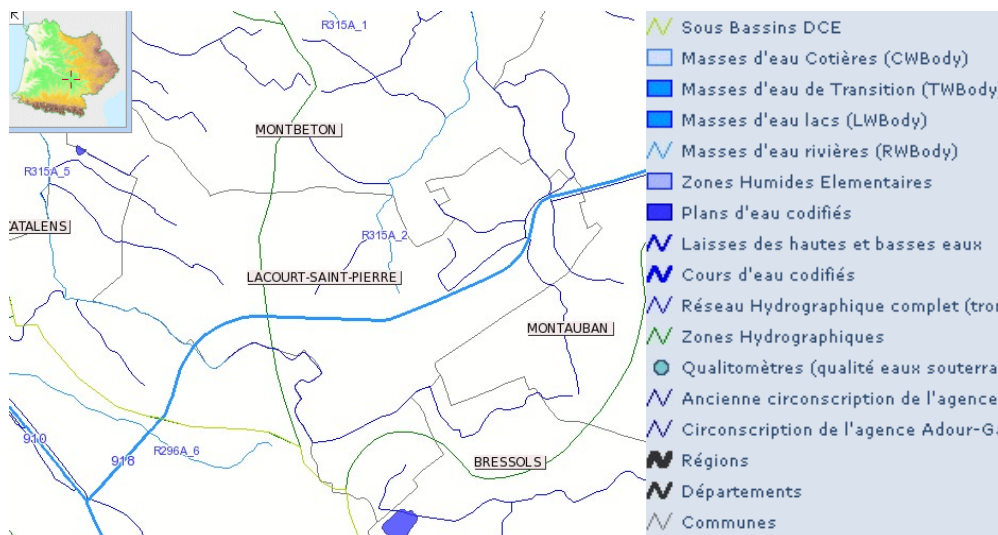 R315A_1
MONTBETON
R315A_5
CATALENS
R315A_2
LACOURT-SAINT-PIERRE
MONTAUBAN
910
918
R296A_6
BRESSOLS
Sous Bassins DCE
Masses d'eau Cotières (CWBody)
Masses d'eau de Transition (TWBody
Masses d'eau lacs (LWBody)
Masses d'eau rivières (RWBody)
Zones Humides Elementaires
Plans d'eau codifiés
Laisses des hautes et basses eaux
Cours d'eau codifiés
Réseau Hydrographique complet (tron
Zones Hydrographiques
Qualitomètres (qualité eaux souterra
Ancienne circonscription de l'agence
Circonscription de l'agence Adour-G
Régions
Départements
Communes